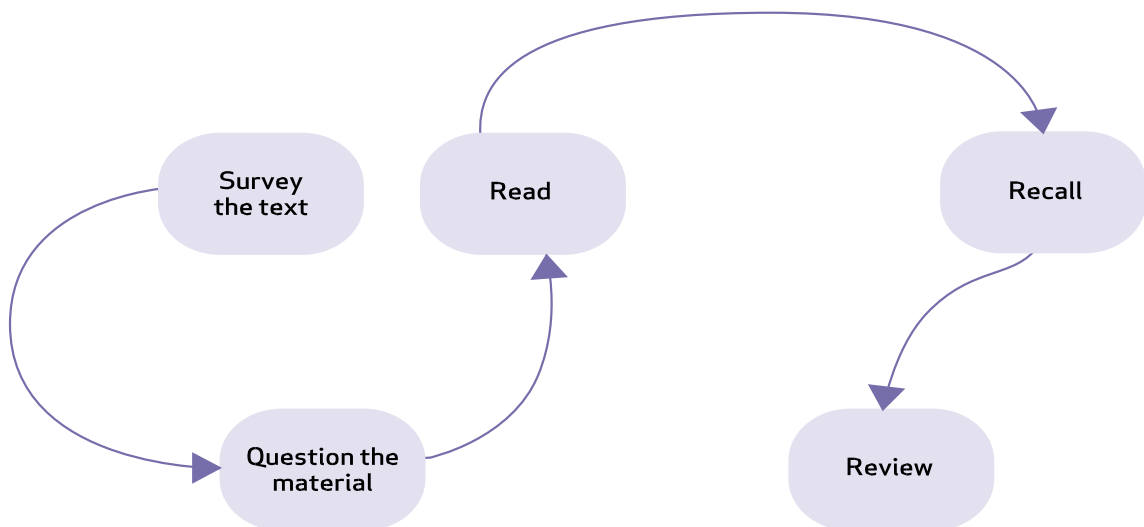 Survey
the text
Question the
material
Read
Recall
Review